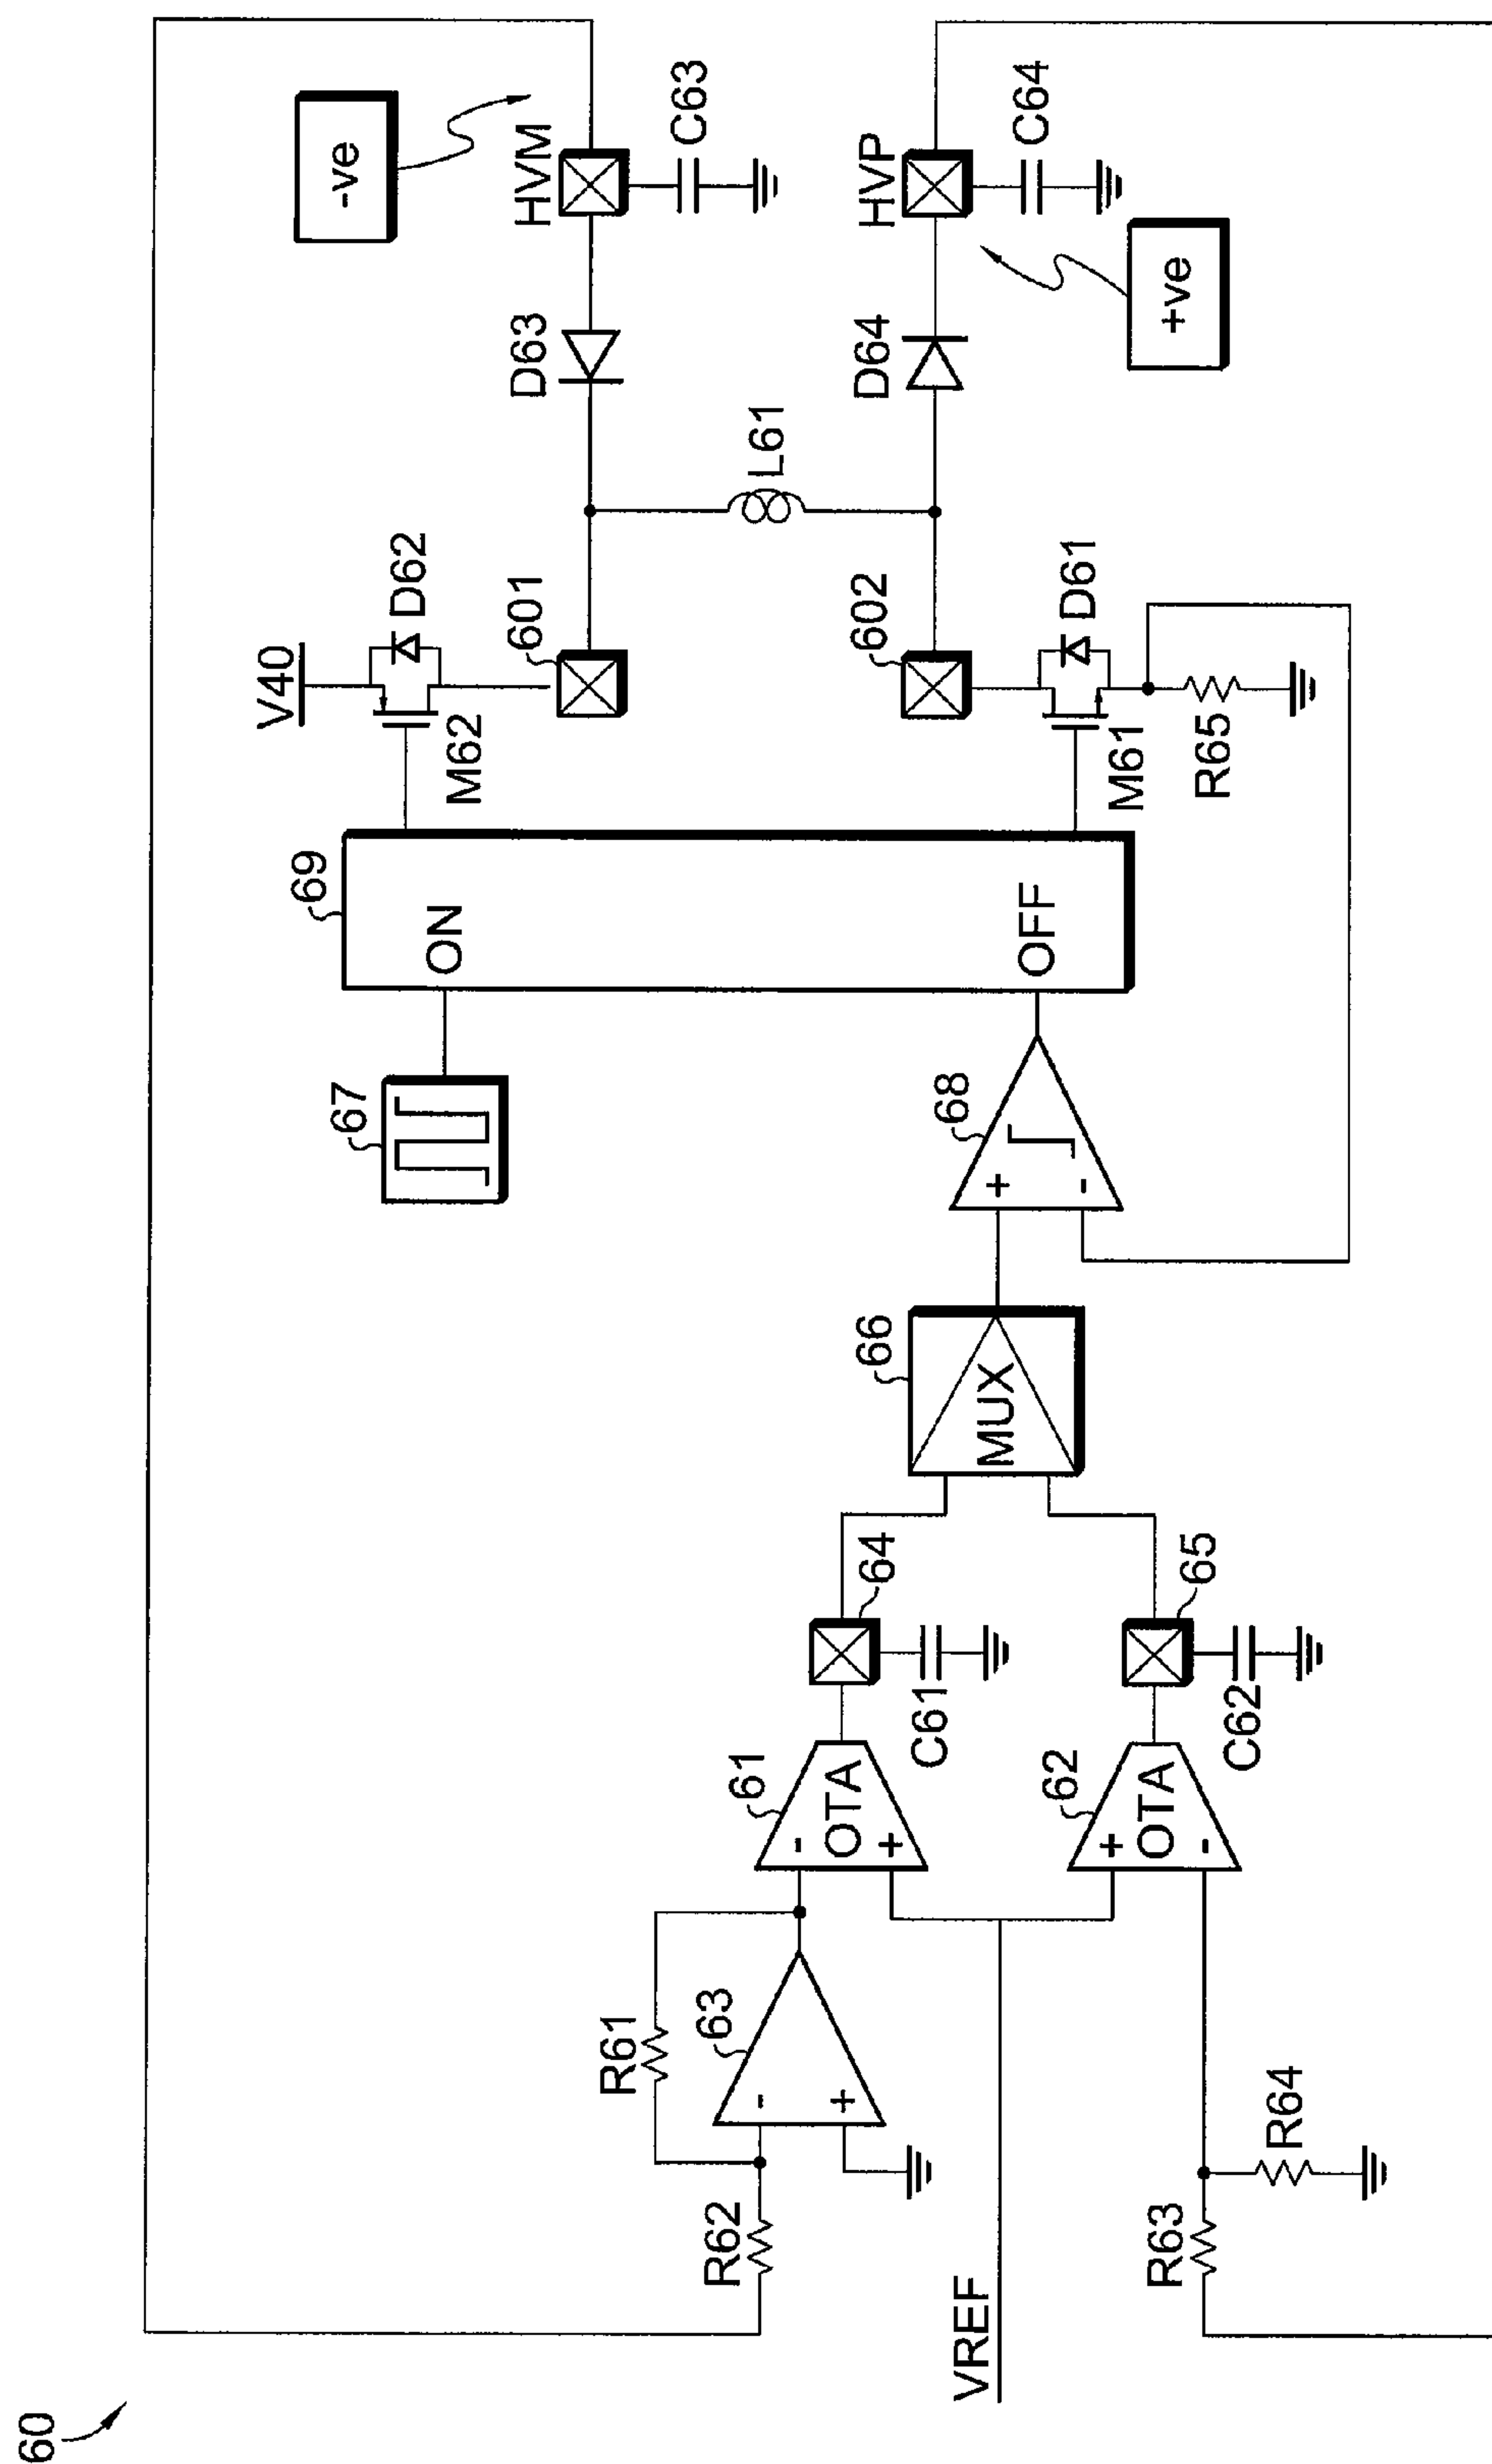 60
-ve
HVM
C63
D63
HVP
C64
D64
+ve
L61
V40
D62
M62
601
602
D61
M61
R65
69
ON
OFF
67
68
+
-
66
MUX
64
C61
65
C62
61
-
OTA
+
62
+
OTA
-
R61
63
-
+
R62
R63
R64
VREF